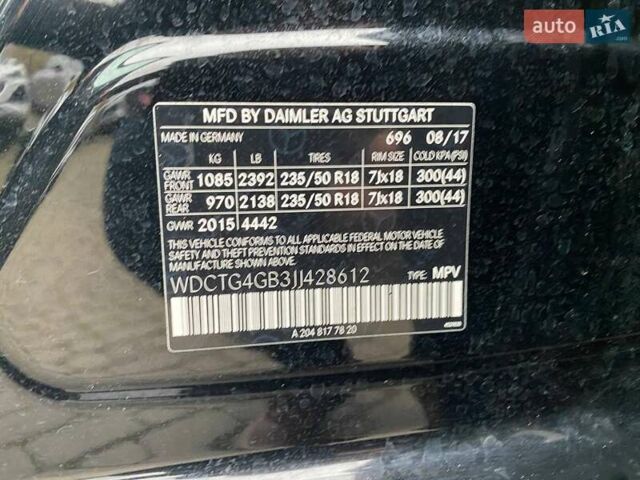 auto RIA.com
MFD BY DAIMLER AG STUTTGART
MADE IN GERMANY 696 08/17
KG LB TIRES RIM SIZE COLD KPA (PSI)
GAWR FRONT 1085 2392 235/50 R18 7Jx18 300(44)
GAWR REAR 970 2138 235/50 R18 7Jx18 300(44)
GVWR 2015 4442
THIS VEHICLE CONFORMS TO ALL APPLICABLE FEDERAL MOTOR VEHICLE
SAFETY AND THEFT PREVENTION STANDARDS IN EFFECT ON THE DATE OF
MANUFACTURE SHOWN ABOVE.
WDCTG4GB3JJ428612 TYPE: MPV
A 204 817 78 20